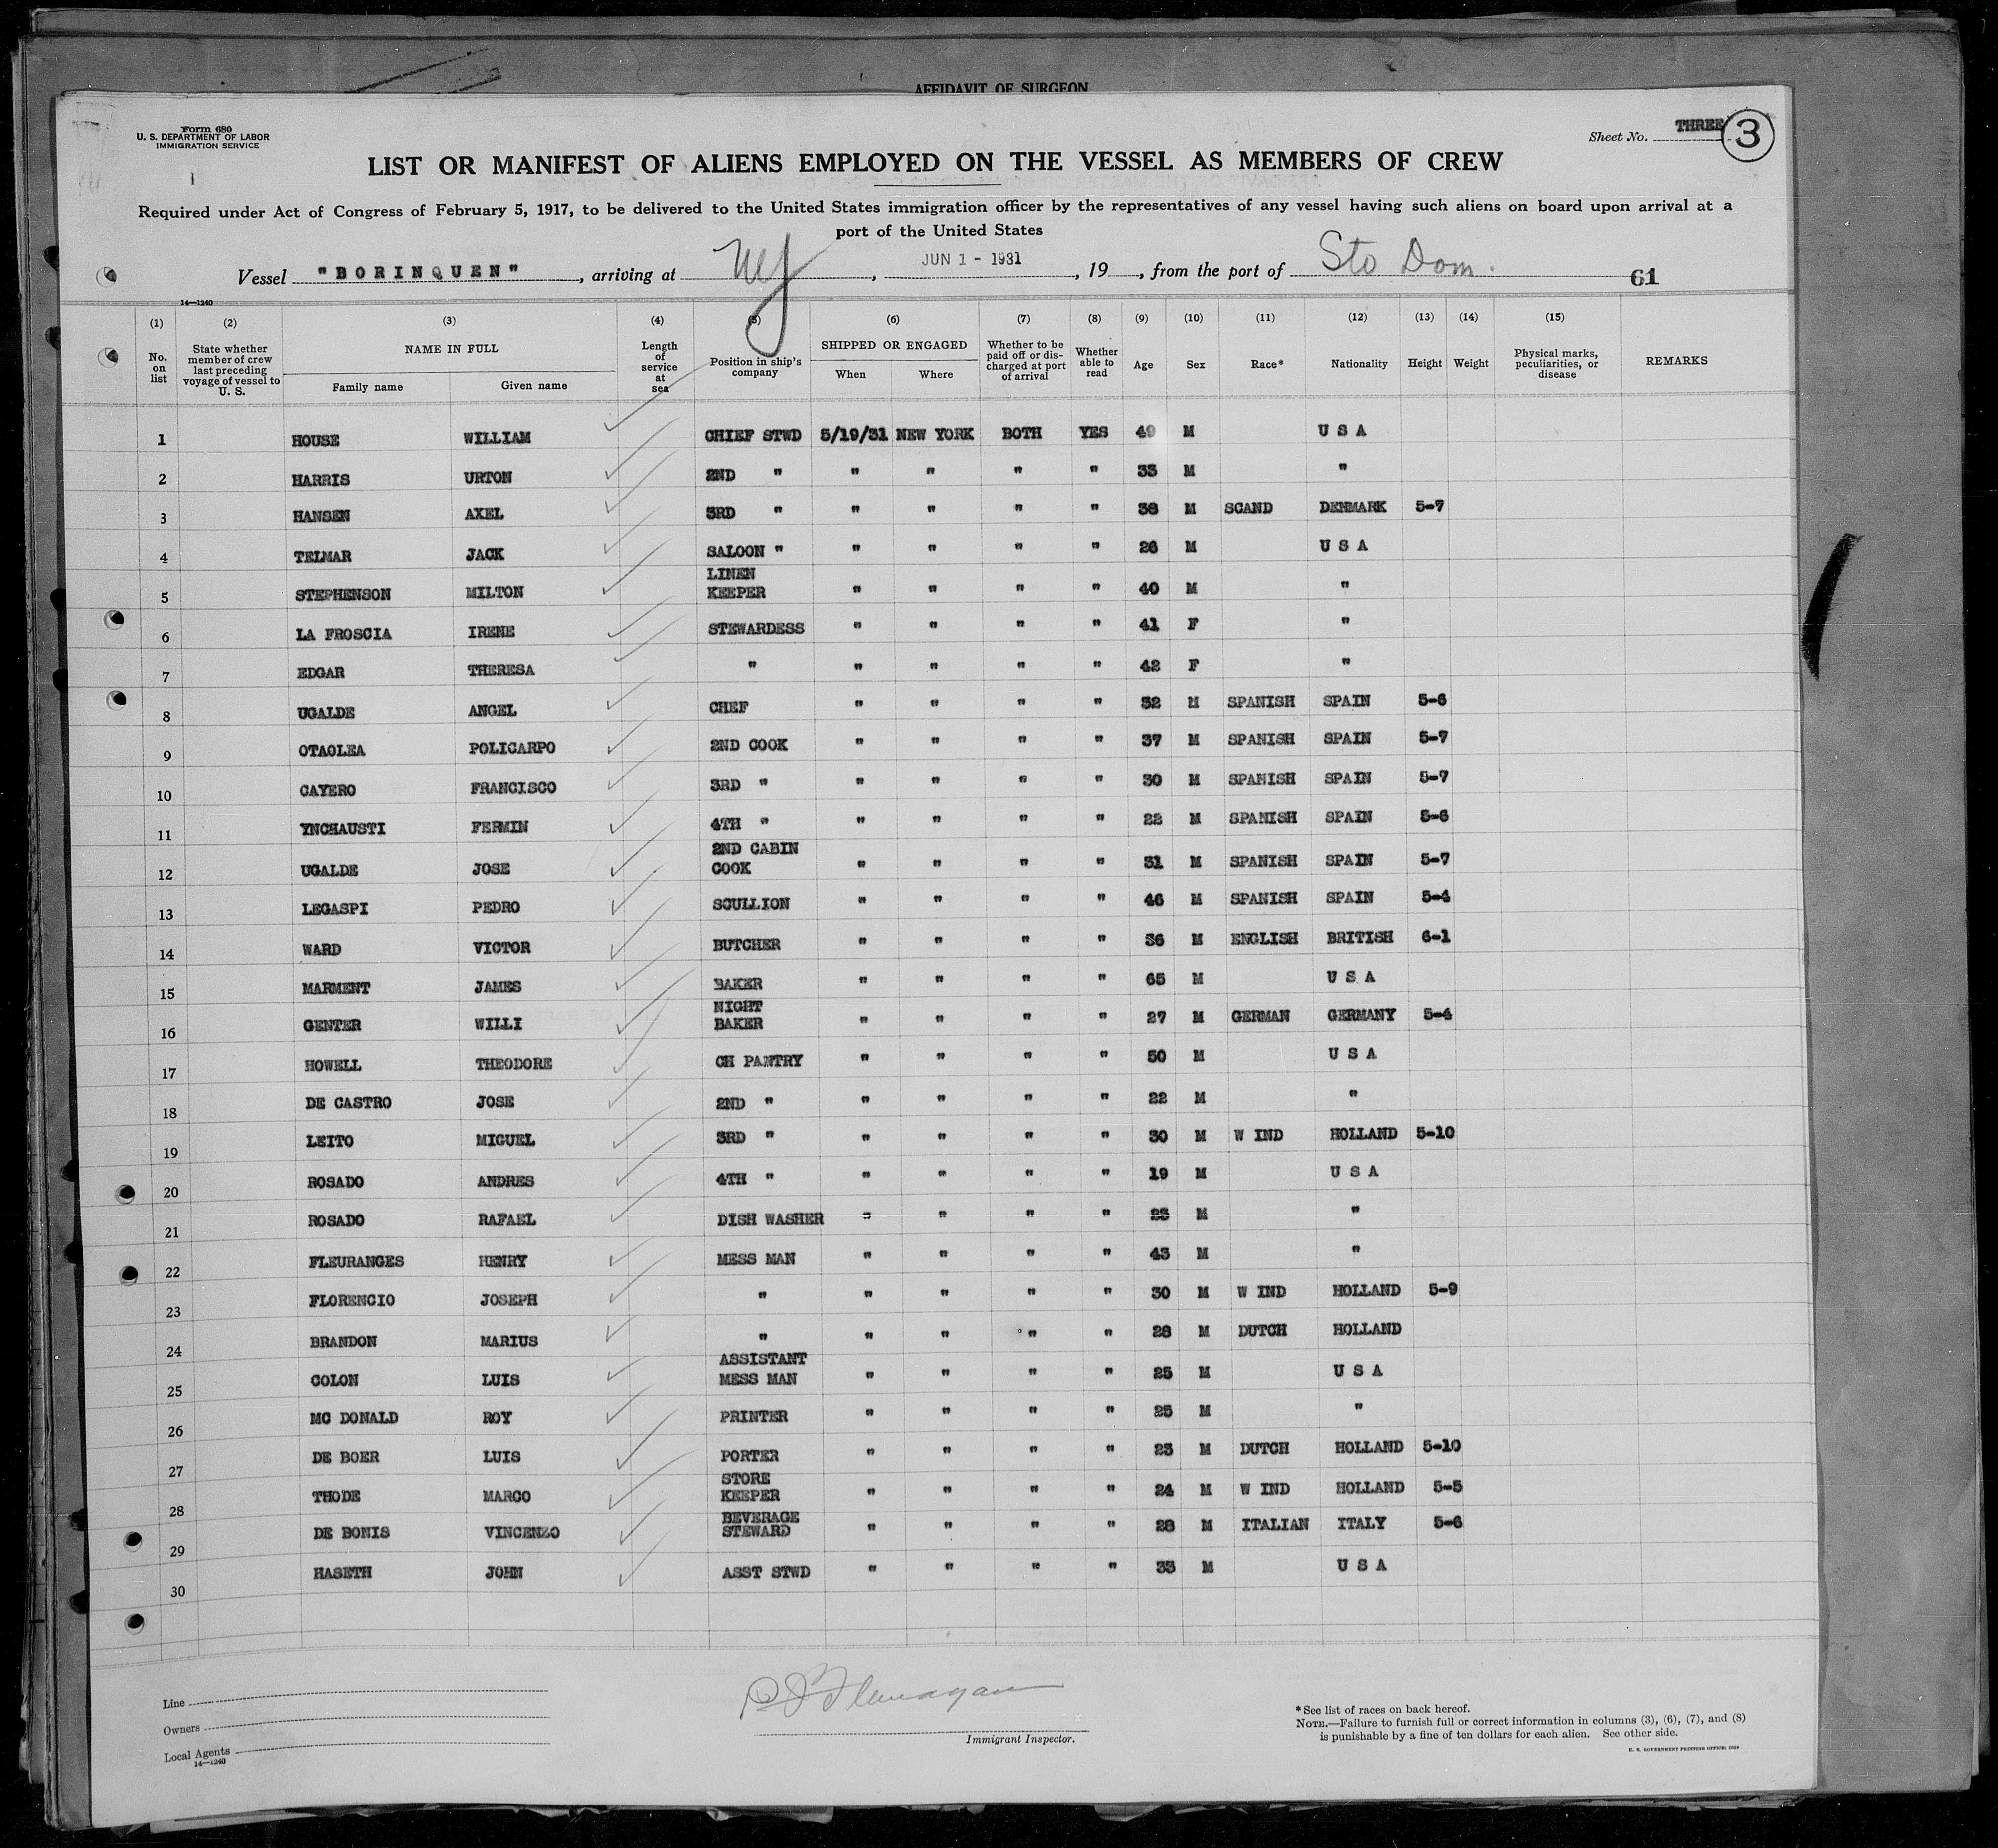 AFFIDAVIT OF SURGEON
Form 680
U. S. DEPARTMENT OF LABOR
IMMIGRATION SERVICE
Sheet No. THREE 3
LIST OR MANIFEST OF ALIENS EMPLOYED ON THE VESSEL AS MEMBERS OF CREW
Required under Act of Congress of February 5, 1917, to be delivered to the United States immigration officer by the representatives of any vessel having such aliens on board upon arrival at a
port of the United States
Vessel "BORINQUEN", arriving at NY, JUN 1 - 1931, 19, from the port of Sto Dom. 61
14—1240
(1) (2) (3) (4) (5) (6) (7) (8) (9) (10) (11) (12) (13) (14) (15)
No. on list State whether member of crew last preceding voyage of vessel to U. S. NAME IN FULL Family name Given name Length of service at sea Position in ship's company SHIPPED OR ENGAGED When Where Whether to be paid off or discharged at port of arrival Whether able to read Age Sex Race* Nationality Height Weight Physical marks, peculiarities, or disease REMARKS
1 HOUSE WILLIAM CHIEF STWD 5/19/31 NEW YORK BOTH YES 49 M U S A
2 HARRIS URTON 2ND " " " " " 33 M "
3 HANSEN AXEL 3RD " " " " " 38 M SCAND DENMARK 5-7
4 TELMAR JACK SALOON " " " " " 26 M U S A
5 STEPHENSON MILTON LINEN KEEPER " " " " 40 M "
6 LA FROSCIA IRENE STEWARDESS " " " " 41 F "
7 EDGAR THERESA " " " " " 42 F "
8 UGALDE ANGEL CHEF " " " " 32 M SPANISH SPAIN 5-6
9 OTAOLEA POLICARPO 2ND COOK " " " " 37 M SPANISH SPAIN 5-7
10 CAYERO FRANCISCO 3RD " " " " " 30 M SPANISH SPAIN 5-7
11 YNCHAUSTI FERMIN 4TH " " " " " 22 M SPANISH SPAIN 5-6
12 UGALDE JOSE 2ND CABIN COOK " " " " 31 M SPANISH SPAIN 5-7
13 LEGASPI PEDRO SCULLION " " " " 46 M SPANISH SPAIN 5-4
14 WARD VICTOR BUTCHER " " " " 36 M ENGLISH BRITISH 6-1
15 MARMENT JAMES BAKER " " " " 65 M U S A
16 GENTER WILLI NIGHT BAKER " " " " 27 M GERMAN GERMANY 5-4
17 HOWELL THEODORE CH PANTRY " " " " 50 M U S A
18 DE CASTRO JOSE 2ND " " " " " 22 M "
19 LEITO MIGUEL 3RD " " " " " 30 M W IND HOLLAND 5-10
20 ROSADO ANDRES 4TH " " " " " 19 M U S A
21 ROSADO RAFAEL DISH WASHER " " " " 23 M "
22 FLEURANGES HENRY MESS MAN " " " " 43 M "
23 FLORENCIO JOSEPH " " " " " 30 M W IND HOLLAND 5-9
24 BRANDON MARIUS " " " " " 28 M DUTCH HOLLAND
25 COLON LUIS ASSISTANT MESS MAN " " " " 25 M U S A
26 MC DONALD ROY PRINTER " " " " 25 M "
27 DE BOER LUIS PORTER " " " " 23 M DUTCH HOLLAND 5-10
28 THODE MARCO STORE KEEPER " " " " 24 M W IND HOLLAND 5-5
29 DE BONIS VINCENZO BEVERAGE STEWARD " " " " 28 M ITALIAN ITALY 5-6
30 HASETH JOHN ASST STWD " " " " 33 M U S A
Line
Owners
Local Agents
14—1240
Flanagan
Immigrant Inspector.
*See list of races on back hereof.
NOTE.—Failure to furnish full or correct information in columns (3), (6), (7), and (8)
is punishable by a fine of ten dollars for each alien. See other side.